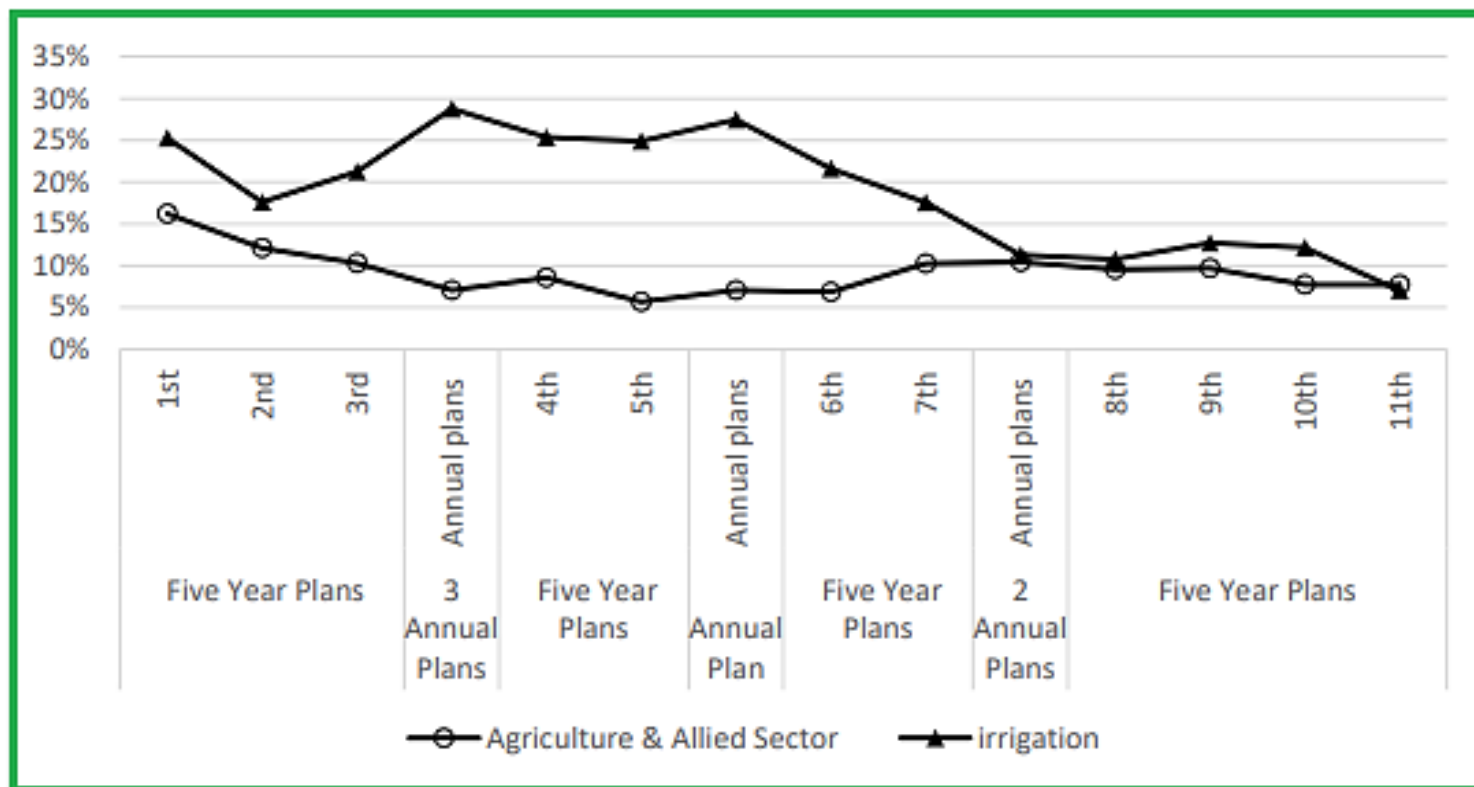 35%
30%
25%
20%
15%
10%
5%
0%
1st
2nd
3rd
Annual plans
4th
5th
Annual plans
6th
7th
Annual plans
8th
9th
10th
11th
Five Year Plans
3
Annual
Plans
Five Year
Plans
Annual
Plan
Five Year
Plans
2
Annual
Plans
Five Year Plans
Agriculture & Allied Sector
irrigation